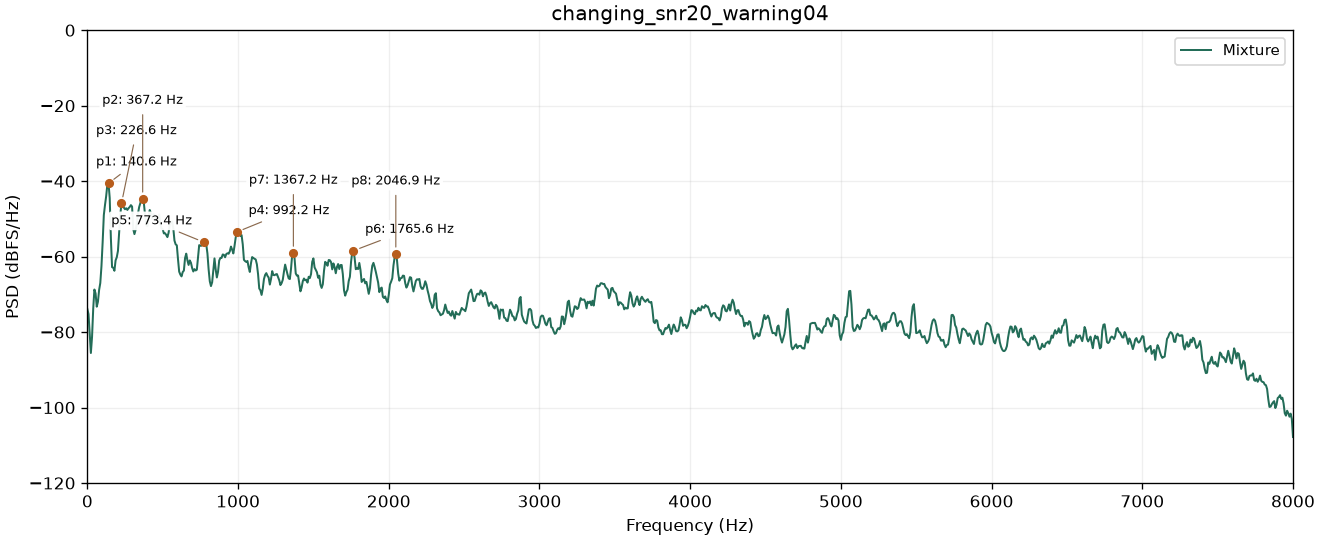 changing_snr20_warning04
Mixture
p2: 367.2 Hz
p3: 226.6 Hz
p1: 140.6 Hz
p7: 1367.2 Hz
p8: 2046.9 Hz
p4: 992.2 Hz
p5: 773.4 Hz
p6: 1765.6 Hz
PSD (dBFS/Hz)
0
−20
−40
−60
−80
−100
−120
0 1000 2000 3000 4000 5000 6000 7000 8000
Frequency (Hz)